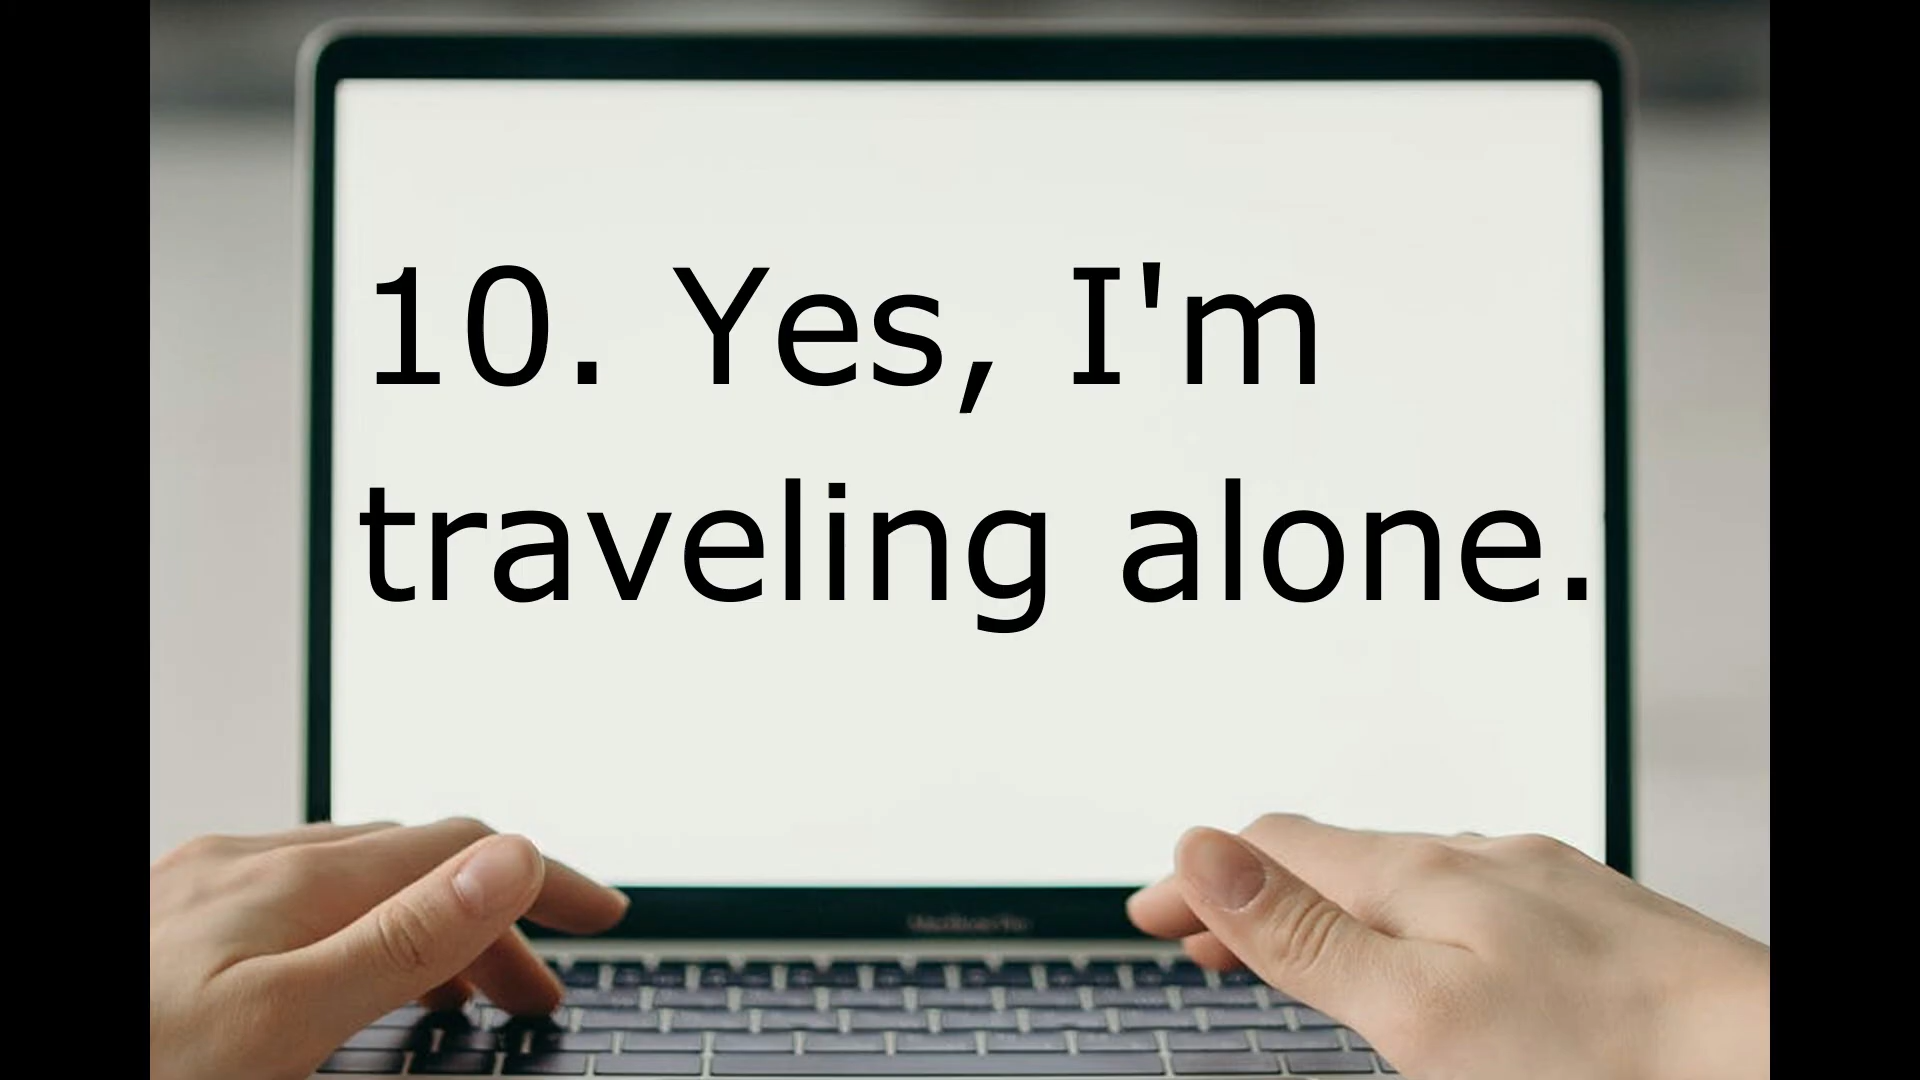 10. Yes, I'm
traveling alone.